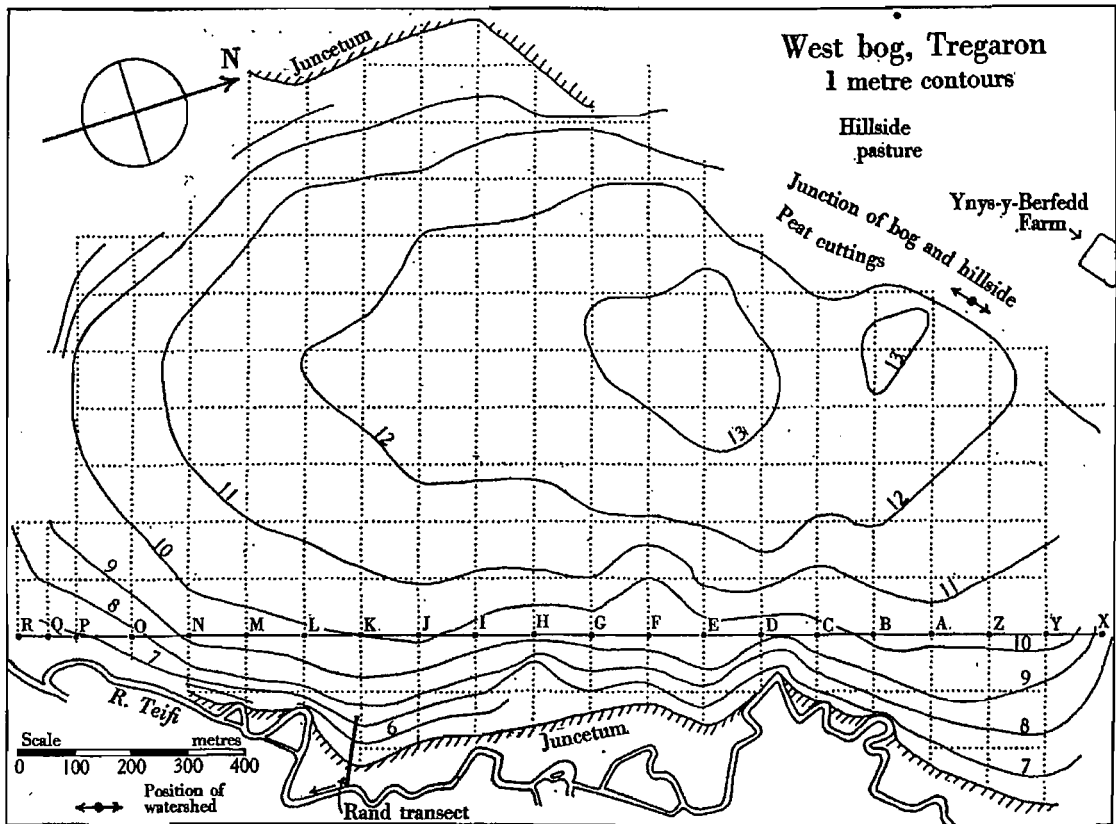 West bog, Tregaron
1 metre contours
N
Juncetum
Hillside
pasture
Junction of bog and hillside
Peat cuttings
Ynys-y-Berfedd
Farm
13
13
12
12
11
11
10
9
8
7
6
R Q P O N M L K J I H G F E D C B A Z Y X
10
9
8
7
R. Teifi
Juncetum
Scale metres
0 100 200 300 400
Position of
watershed
Rand transect